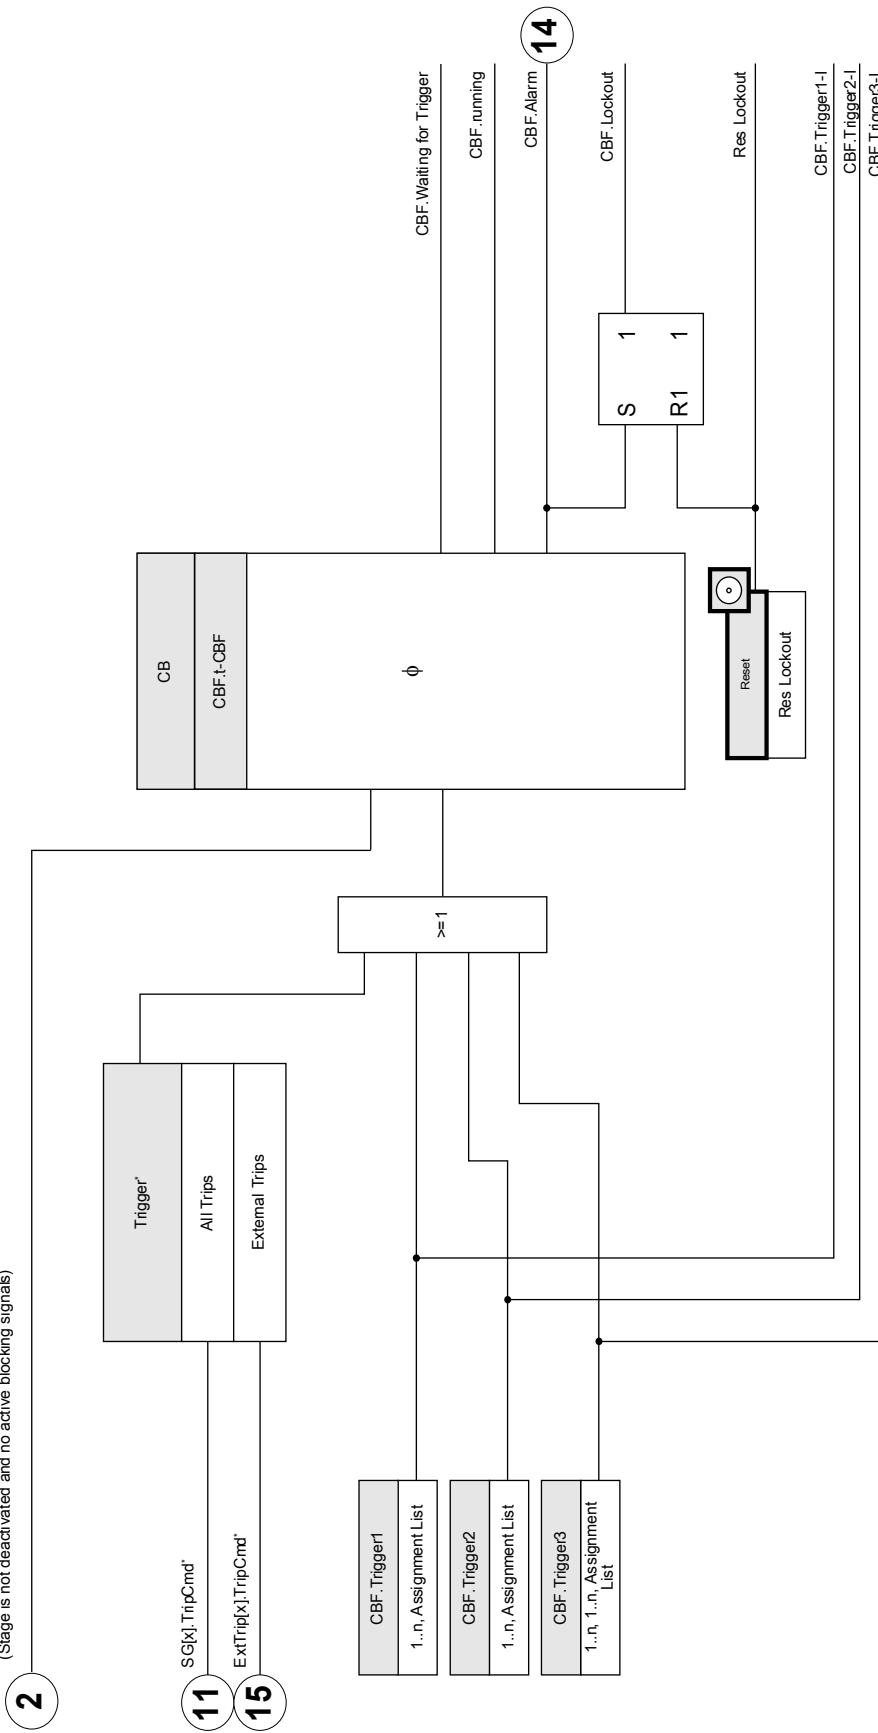 (Stage is not deactivated and no active blocking signals)
2
SG[x].TripCmd*
11
ExtTrip[x].TripCmd*
15
Trigger*
All Trips
External Trips
CBF.Trigger1
1..n, Assignment List
CBF.Trigger2
1..n, Assignment List
CBF.Trigger3
1..n, 1..n, Assignment
List
>=1
CB
CBF.t-CBF
ϕ
Reset
Res Lockout
S 1
R1 1
CBF.Waiting for Trigger
CBF.running
CBF.Alarm
14
CBF.Lockout
Res Lockout
CBF.Trigger1-I
CBF.Trigger2-I
CBF.Trigger3-I